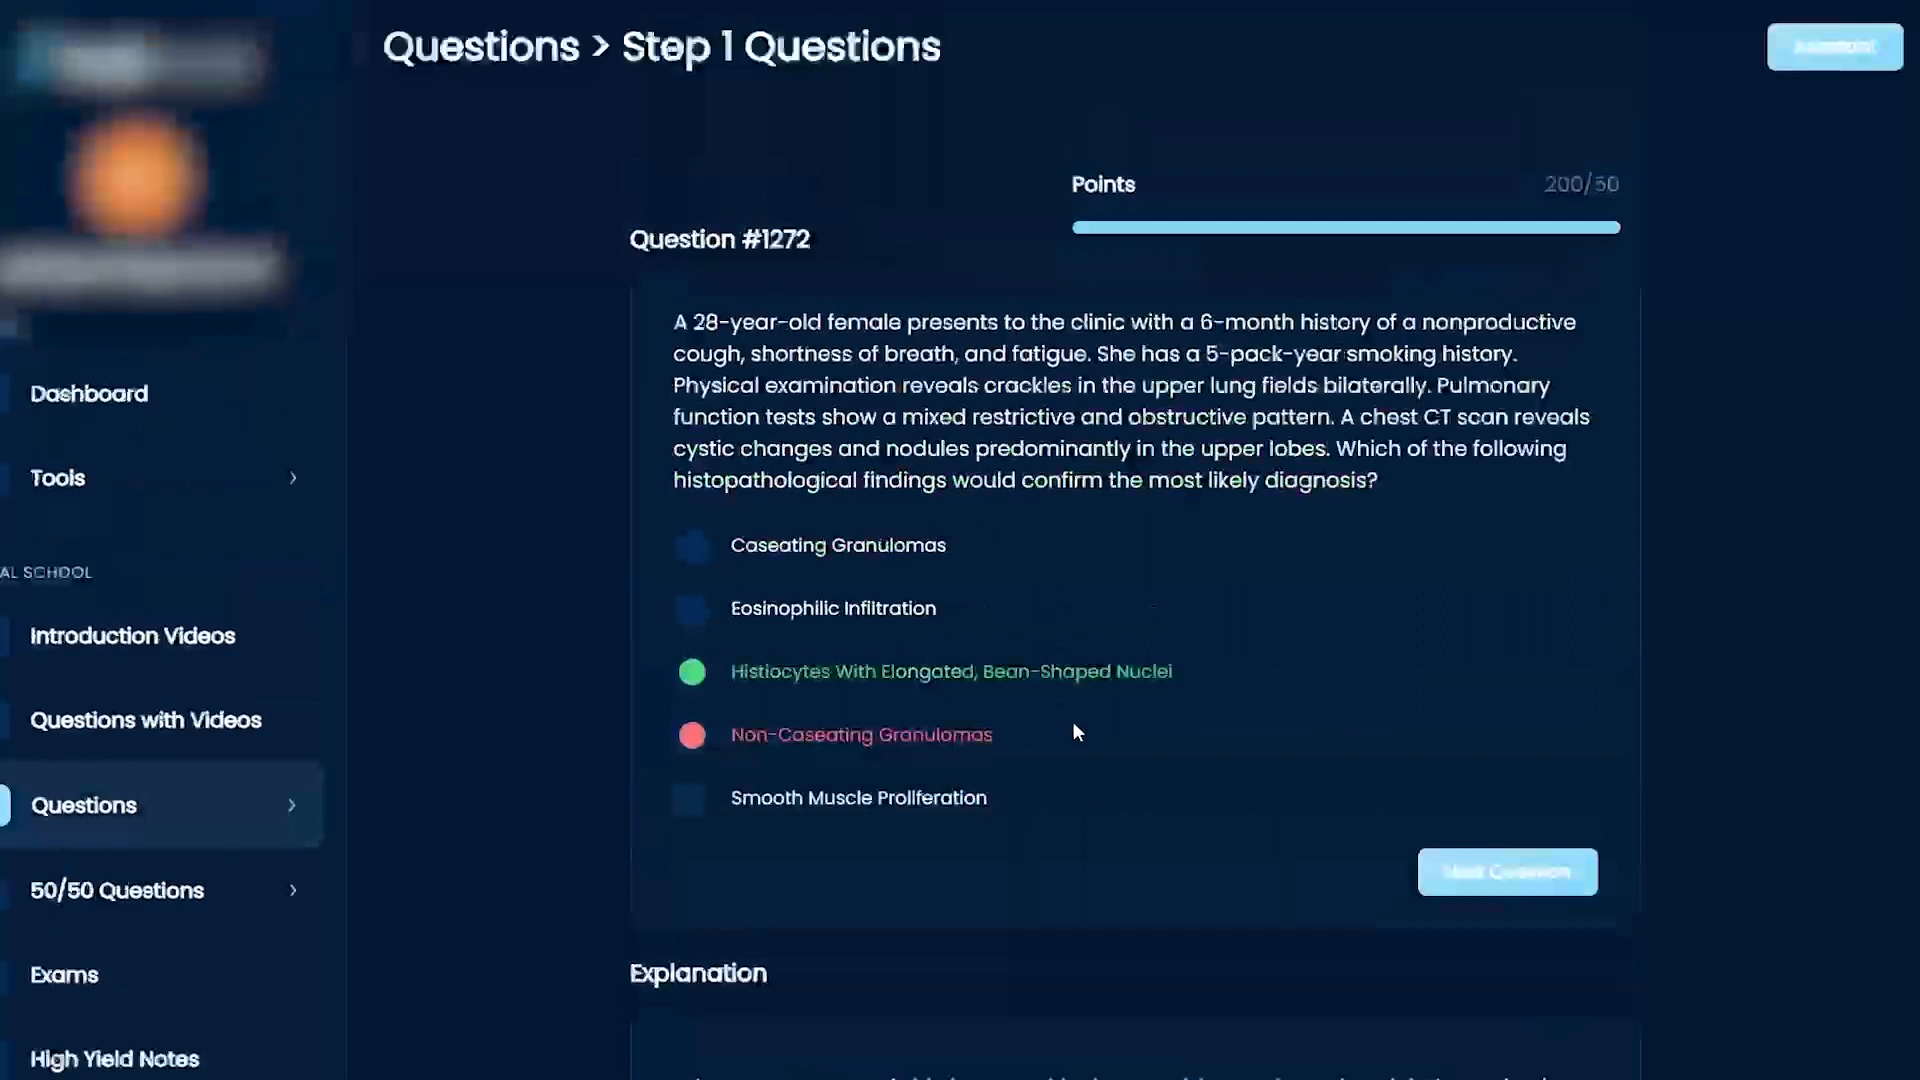 Questions > Step 1 Questions
Points
200/50
Question #1272
A 28-year-old female presents to the clinic with a 6-month history of a nonproductive
cough, shortness of breath, and fatigue. She has a 5-pack-year smoking history.
Physical examination reveals crackles in the upper lung fields bilaterally. Pulmonary
function tests show a mixed restrictive and obstructive pattern. A chest CT scan reveals
cystic changes and nodules predominantly in the upper lobes. Which of the following
histopathological findings would confirm the most likely diagnosis?
Caseating Granulomas
Eosinophilic Infiltration
Histiocytes With Elongated, Bean-Shaped Nuclei
Non-Caseating Granulomas
Smooth Muscle Proliferation
Next Question
Explanation
Dashboard
Tools
AL SCHOOL
Introduction Videos
Questions with Videos
Questions
50/50 Questions
Exams
High Yield Notes